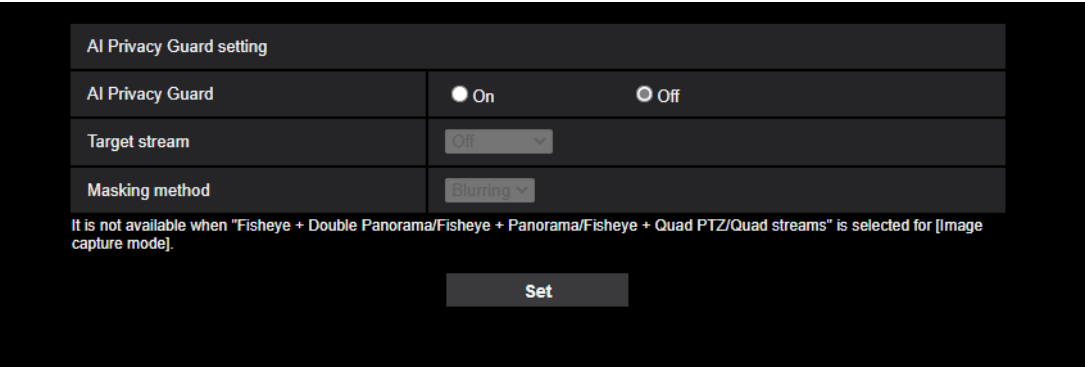 AI Privacy Guard setting
AI Privacy Guard On Off
Target stream Off
Masking method Blurring
It is not available when "Fisheye + Double Panorama/Fisheye + Panorama/Fisheye + Quad PTZ/Quad streams" is selected for [Image
capture mode].
Set